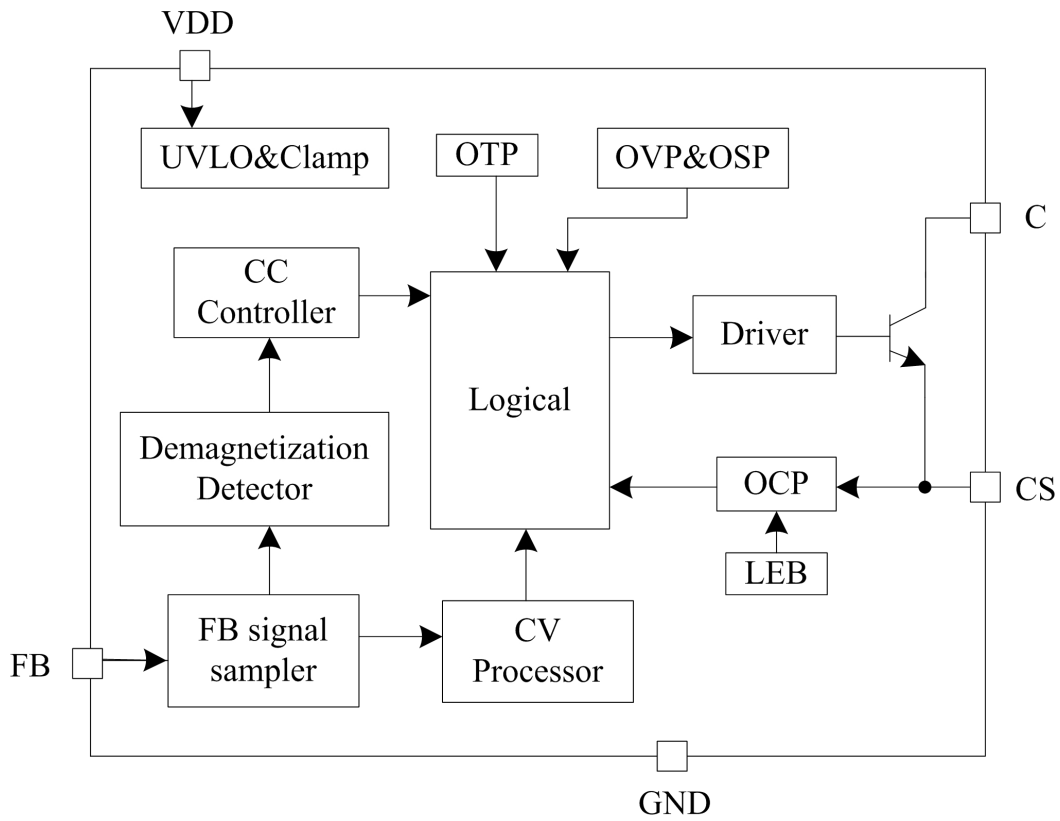 VDD
UVLO&Clamp
OTP
OVP&OSP
C
CC
Controller
Driver
Logical
Demagnetization
Detector
OCP
CS
LEB
FB signal
sampler
CV
Processor
FB
GND